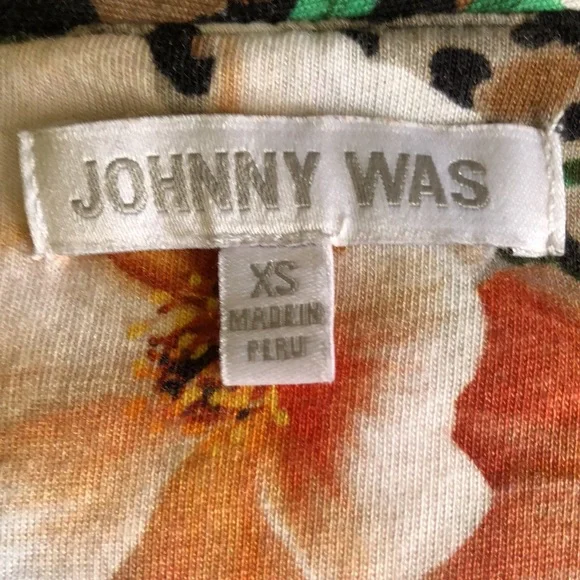 JOHNNY WAS
XS
MADE IN
PERU